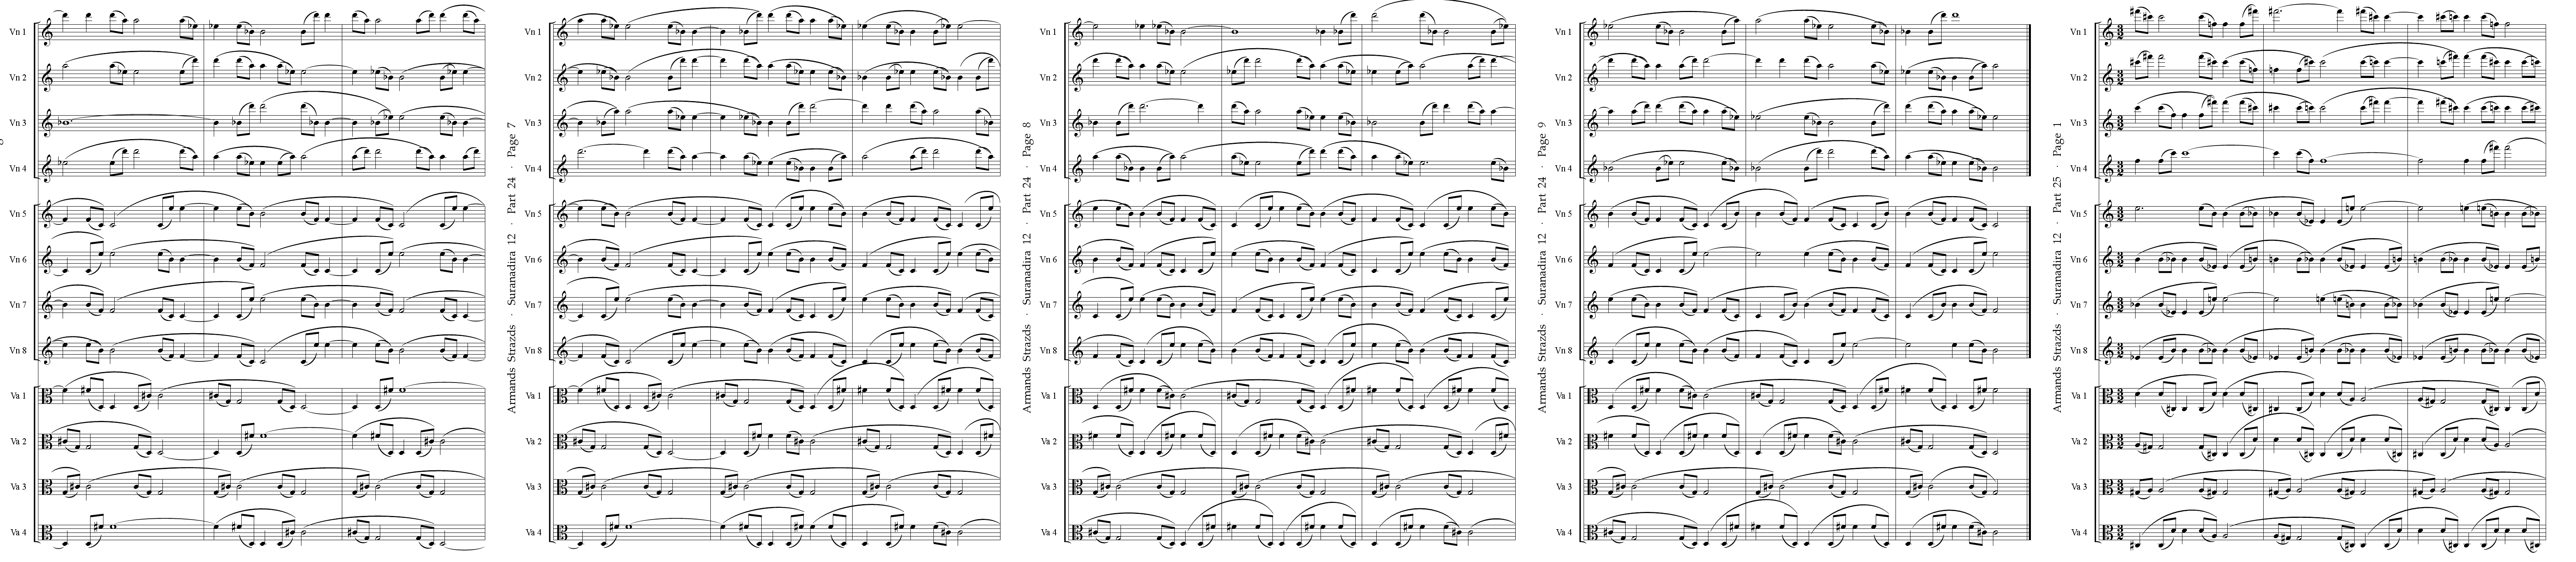 Vn 1
Vn 2
Vn 3
Vn 4
Vn 5
Vn 6
Vn 7
Vn 8
Va 1
Va 2
Va 3
Va 4
Armands Strazds · Suranadira 12 · Part 24 · Page 7
Vn 1
Vn 2
Vn 3
Vn 4
Vn 5
Vn 6
Vn 7
Vn 8
Va 1
Va 2
Va 3
Va 4
Armands Strazds · Suranadira 12 · Part 24 · Page 8
Vn 1
Vn 2
Vn 3
Vn 4
Vn 5
Vn 6
Vn 7
Vn 8
Va 1
Va 2
Va 3
Va 4
Armands Strazds · Suranadira 12 · Part 24 · Page 9
Vn 1
Vn 2
Vn 3
Vn 4
Vn 5
Vn 6
Vn 7
Vn 8
Va 1
Va 2
Va 3
Va 4
Armands Strazds · Suranadira 12 · Part 25 · Page 1
Vn 1
Vn 2
Vn 3
Vn 4
Vn 5
Vn 6
Vn 7
Vn 8
Va 1
Va 2
Va 3
Va 4